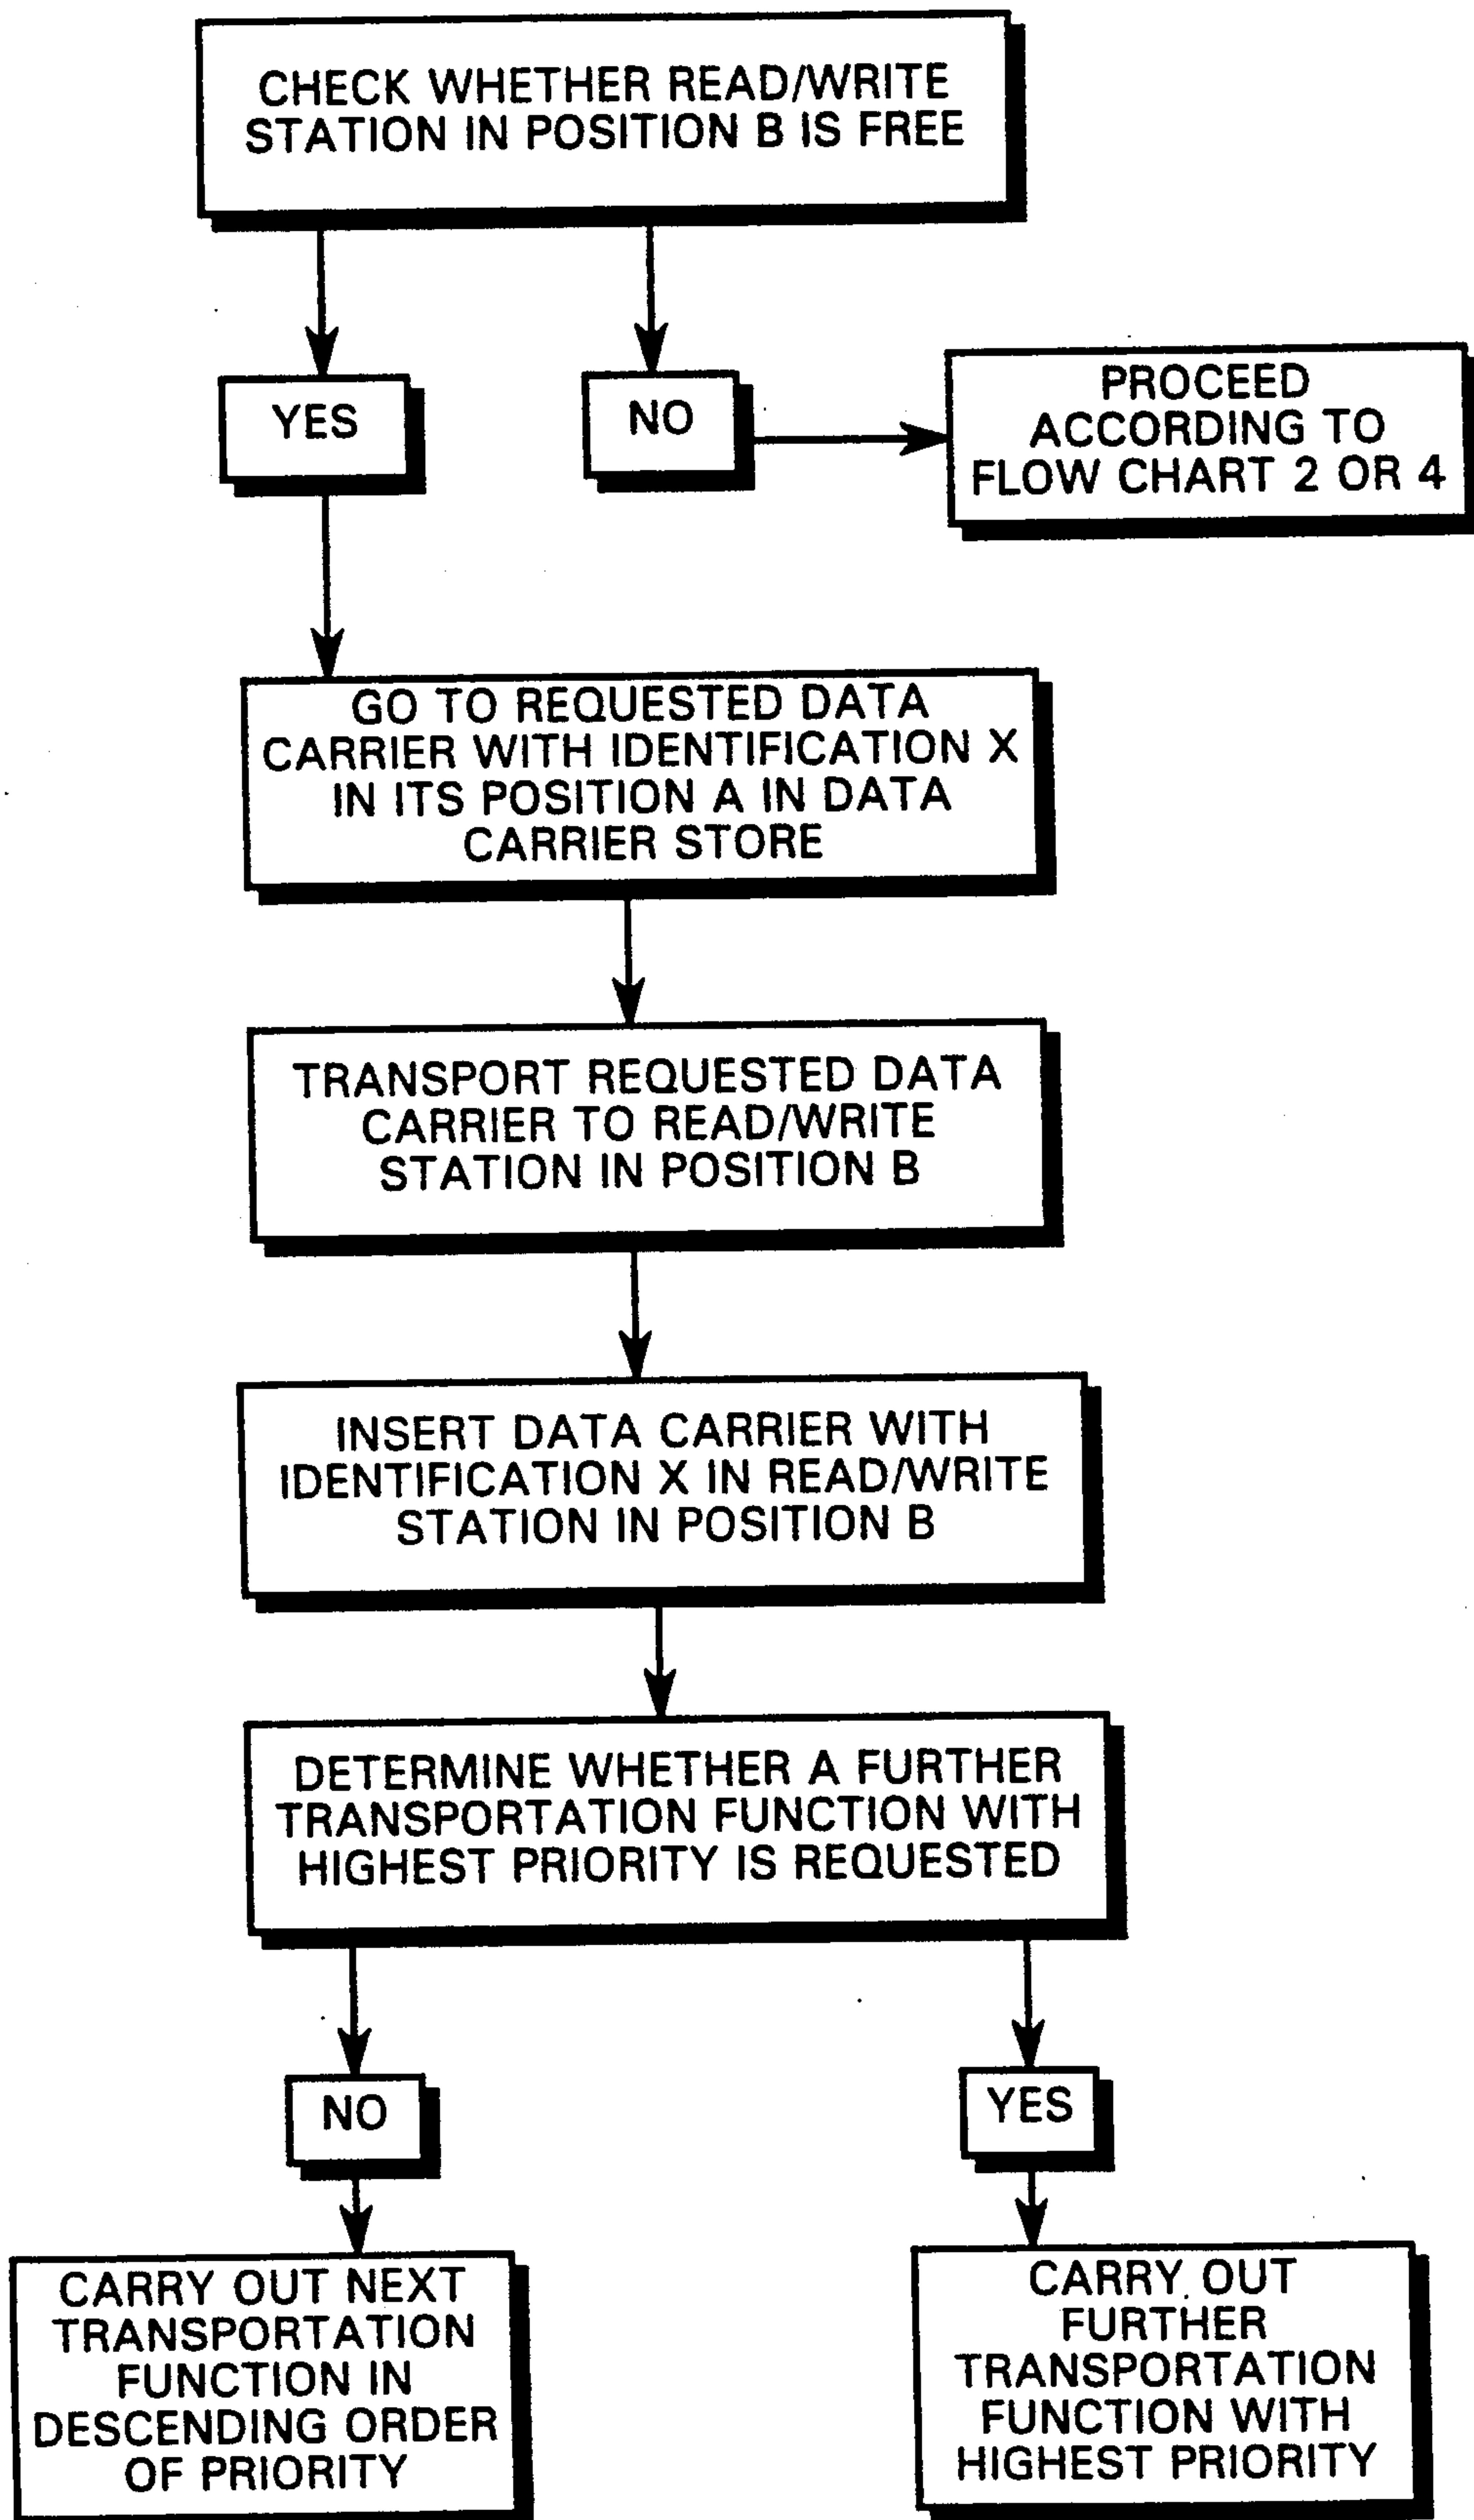 CHECK WHETHER READ/WRITE
STATION IN POSITION B IS FREE
YES
NO
PROCEED
ACCORDING TO
FLOW CHART 2 OR 4
GO TO REQUESTED DATA
CARRIER WITH IDENTIFICATION X
IN ITS POSITION A IN DATA
CARRIER STORE
TRANSPORT REQUESTED DATA
CARRIER TO READ/WRITE
STATION IN POSITION B
INSERT DATA CARRIER WITH
IDENTIFICATION X IN READ/WRITE
STATION IN POSITION B
DETERMINE WHETHER A FURTHER
TRANSPORTATION FUNCTION WITH
HIGHEST PRIORITY IS REQUESTED
NO
YES
CARRY OUT NEXT
TRANSPORTATION
FUNCTION IN
DESCENDING ORDER
OF PRIORITY
CARRY OUT
FURTHER
TRANSPORTATION
FUNCTION WITH
HIGHEST PRIORITY